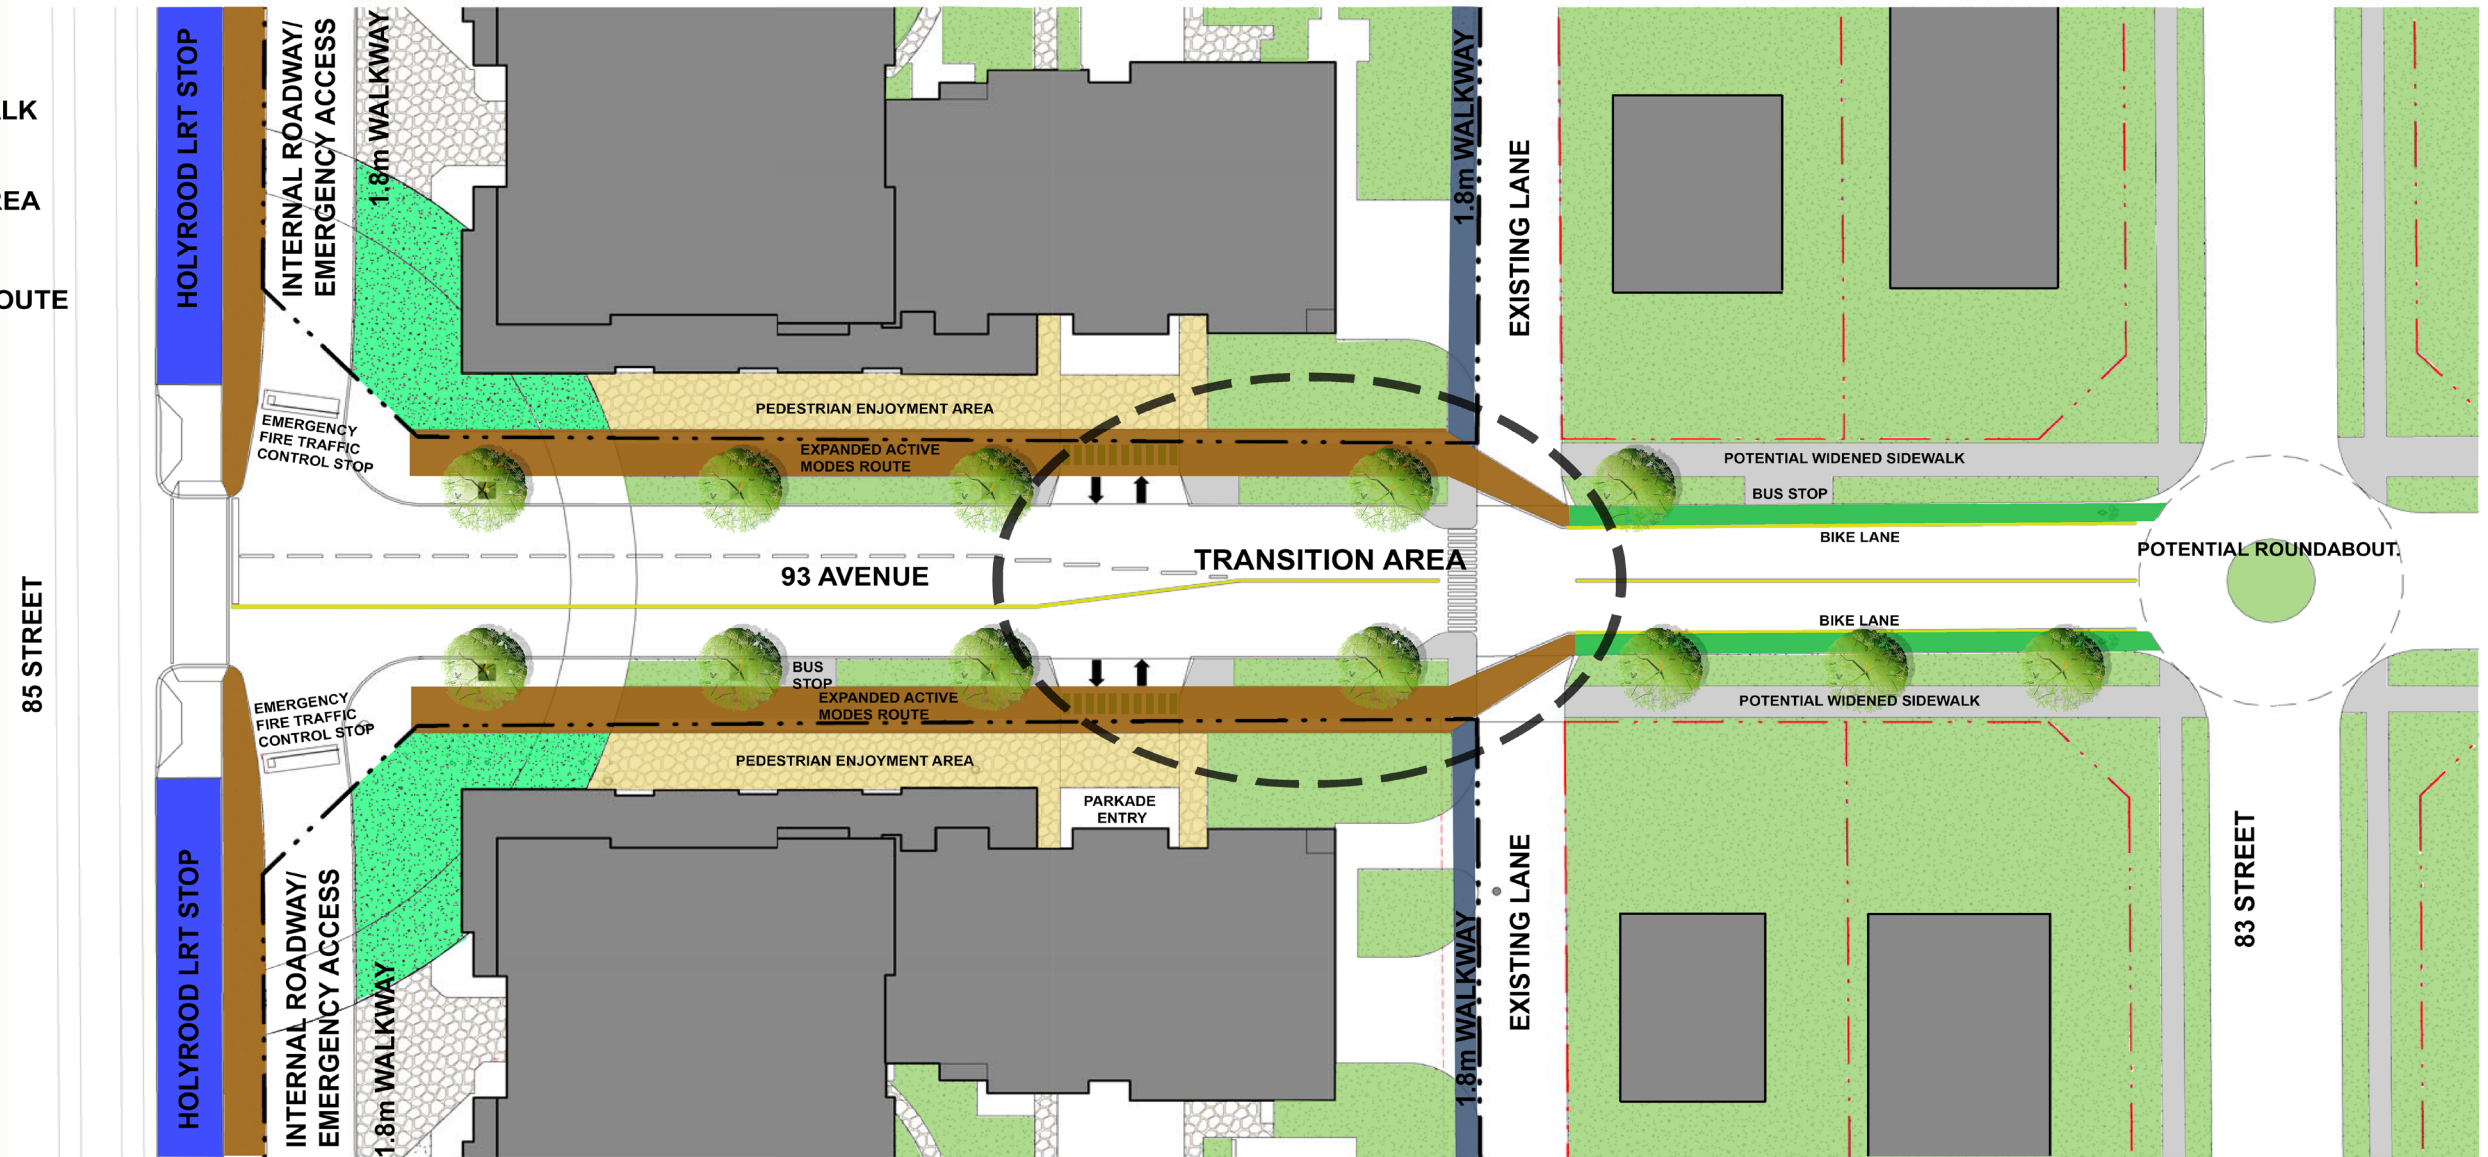 LK
REA
OUTE
HOLYROOD LRT STOP
INTERNAL ROADWAY/
EMERGENCY ACCESS
1.8m WALKWAY
1.8m WALKWAY
EXISTING LANE
PEDESTRIAN ENJOYMENT AREA
EMERGENCY
FIRE TRAFFIC
CONTROL STOP
EXPANDED ACTIVE
MODES ROUTE
POTENTIAL WIDENED SIDEWALK
BUS STOP
BIKE LANE
TRANSITION AREA
93 AVENUE
POTENTIAL ROUNDABOUT.
85 STREET
BIKE LANE
BUS
STOP
EMERGENCY
FIRE TRAFFIC
CONTROL STOP
EXPANDED ACTIVE
MODES ROUTE
POTENTIAL WIDENED SIDEWALK
PEDESTRIAN ENJOYMENT AREA
PARKADE
ENTRY
HOLYROOD LRT STOP
INTERNAL ROADWAY/
EMERGENCY ACCESS
1.8m WALKWAY
1.8m WALKWAY
EXISTING LANE
83 STREET